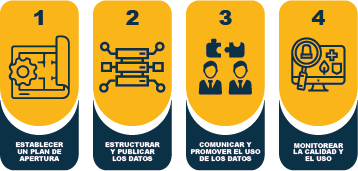 1
ESTABLECER
UN PLAN DE
APERTURA
2
ESTRUCTURAR
Y PUBLICAR
LOS DATOS
3
COMUNICAR Y
PROMOVER EL USO
DE LOS DATOS
4
MONITOREAR
LA CALIDAD Y
EL USO